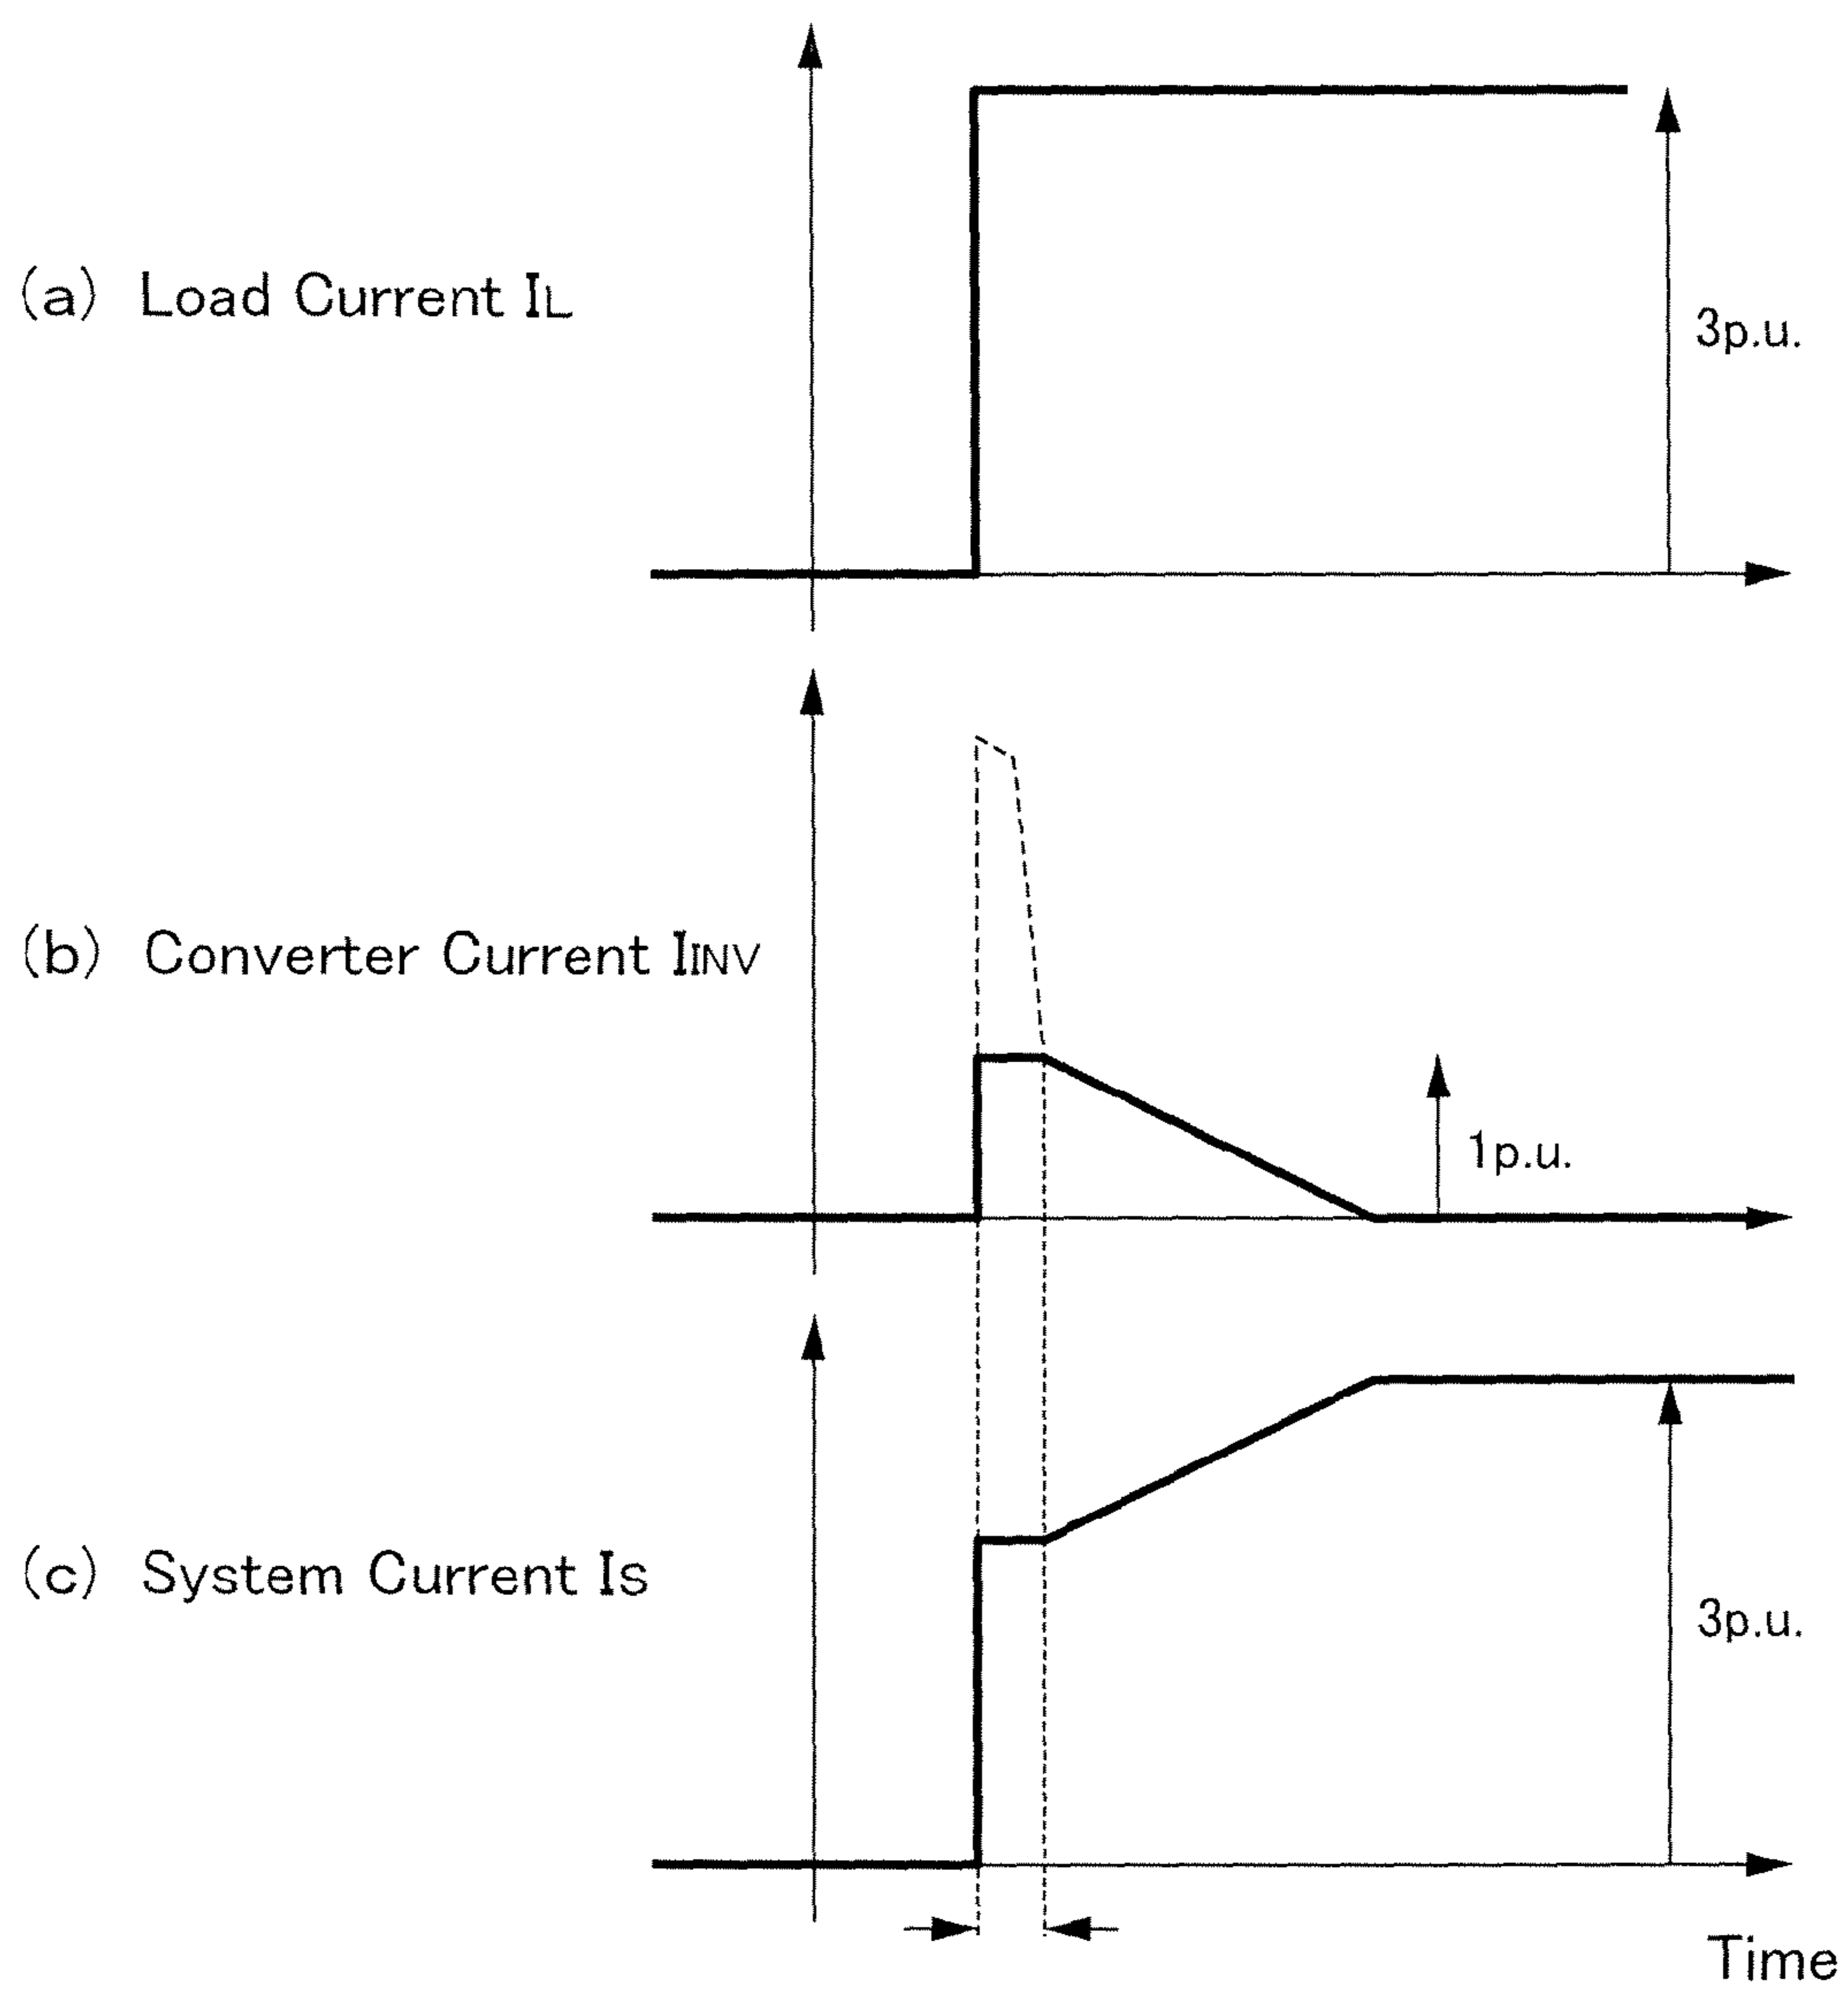 (a) Load Current IL
3p.u.
(b) Converter Current IINV
1p.u.
(c) System Current IS
3p.u.
Time